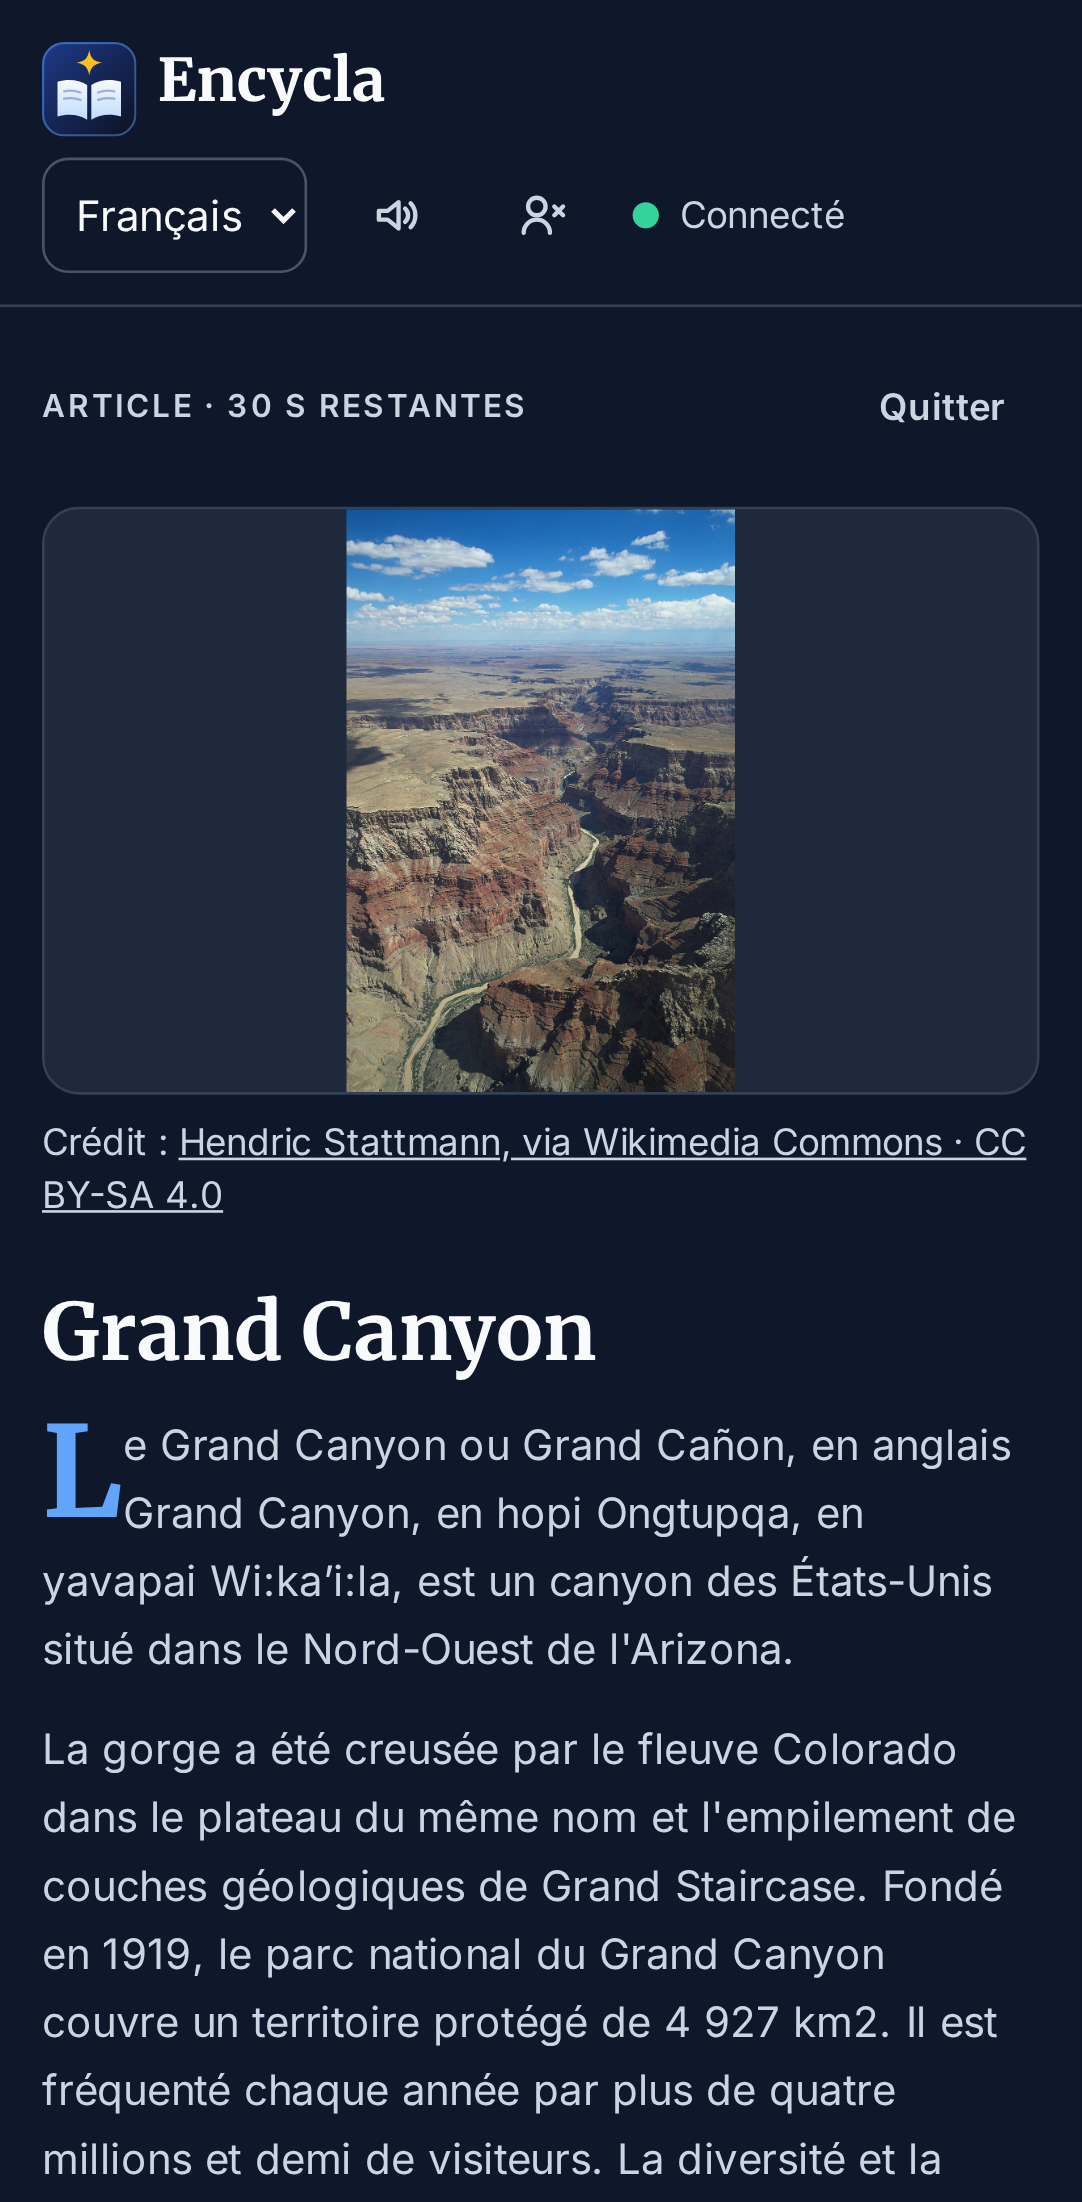 Encycla
Français
Connecté
ARTICLE · 30 S RESTANTES
Quitter
Crédit : Hendric Stattmann, via Wikimedia Commons · CC
BY-SA 4.0
Grand Canyon
Le Grand Canyon ou Grand Cañon, en anglais
Grand Canyon, en hopi Ongtupqa, en
yavapai Wi:kaʼi:la, est un canyon des États-Unis
situé dans le Nord-Ouest de l'Arizona.
La gorge a été creusée par le fleuve Colorado
dans le plateau du même nom et l'empilement de
couches géologiques de Grand Staircase. Fondé
en 1919, le parc national du Grand Canyon
couvre un territoire protégé de 4 927 km2. Il est
fréquenté chaque année par plus de quatre
millions et demi de visiteurs. La diversité et la